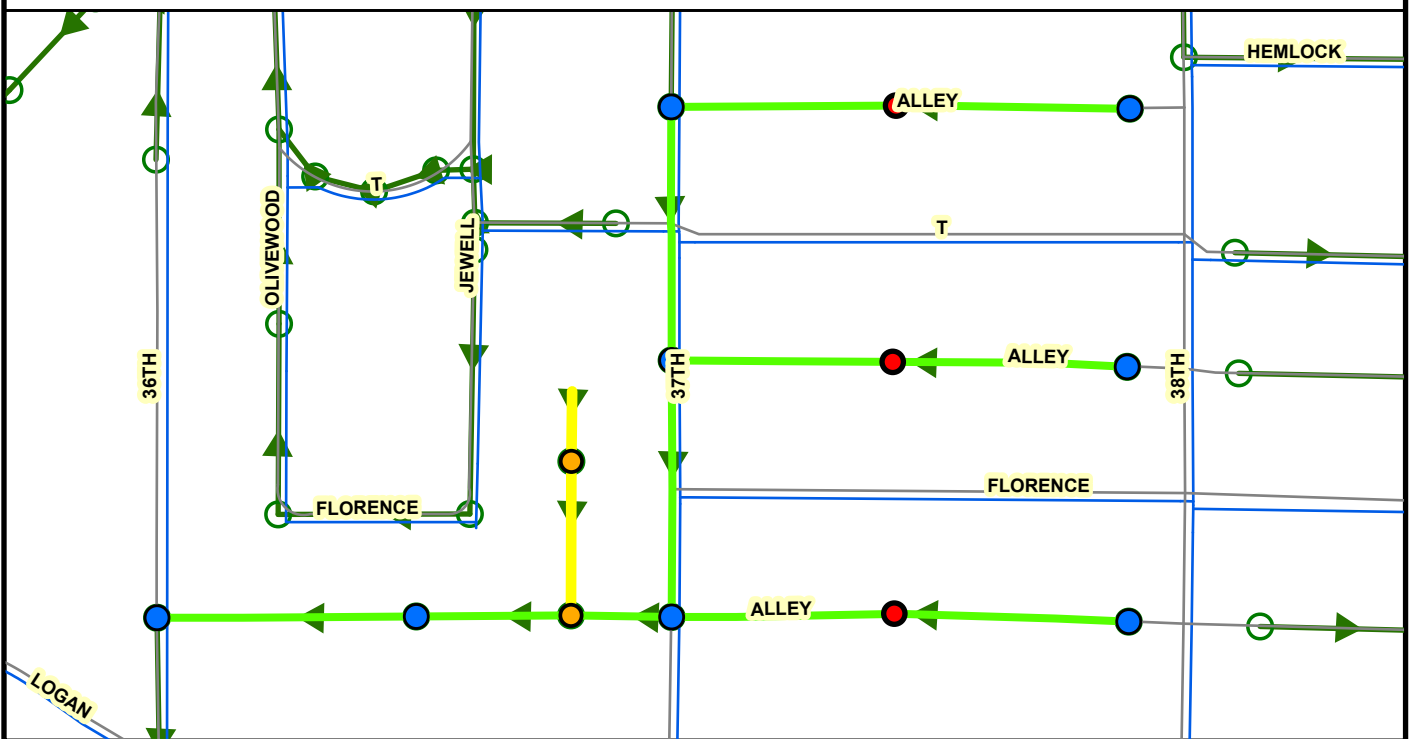 HEMLOCK
ALLEY
T
OLIVEWOOD
JEWELL
T
36TH
37TH
ALLEY
38TH
FLORENCE
FLORENCE
ALLEY
LOGAN